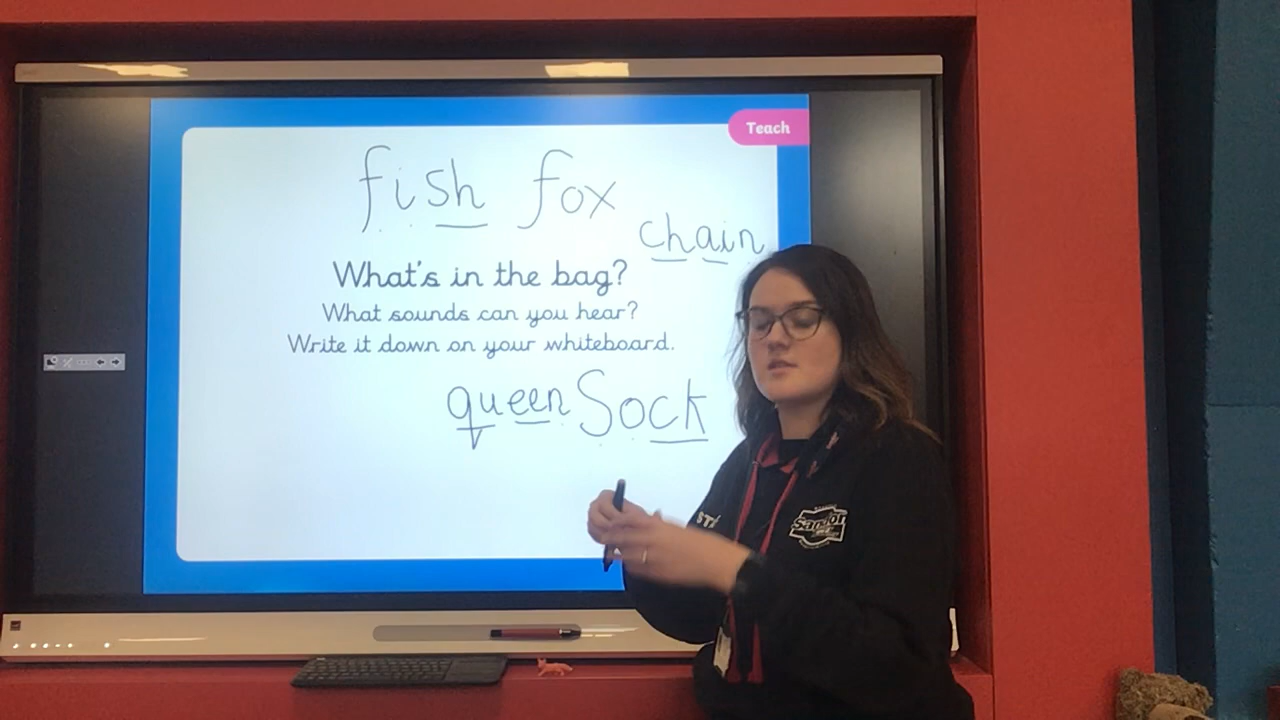 Teach
fish fox
chain
What's in the bag?
What sounds can you hear?
Write it down on your whiteboard.
queen Sock